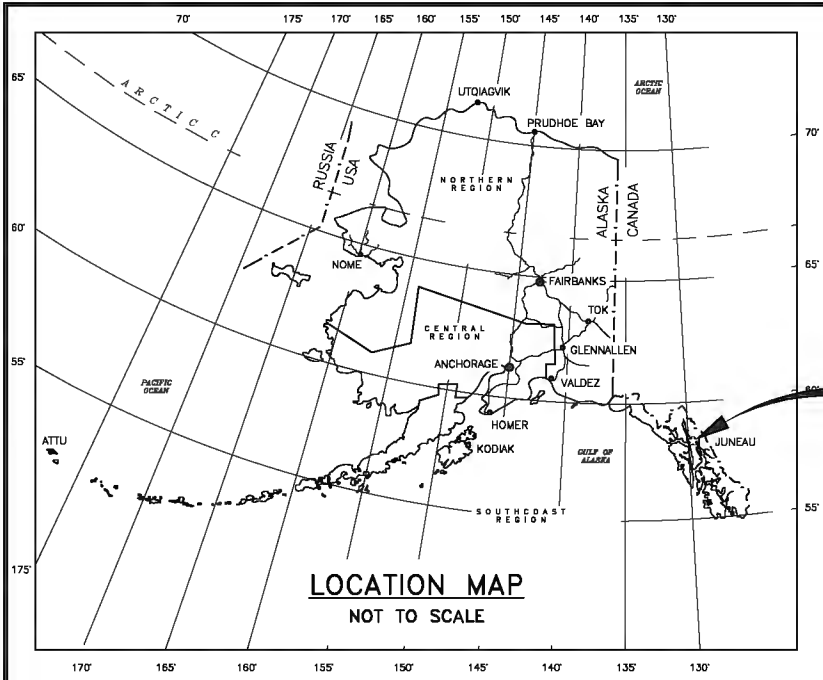 70' 175' 170' 165' 160' 155' 150' 145' 140' 135' 130'
65'
ARCTIC C
ARCTIC
OCEAN
UTQIAGVIK
PRUDHOE BAY
70'
RUSSIA
USA
NORTHERN
REGION
ALASKA
CANADA
60'
NOME
FAIRBANKS
65'
TOK
CENTRAL
REGION
GLENNALLEN
55'
ANCHORAGE
VALDEZ
PACIFIC
OCEAN
HOMER
JUNEAU
ATTU
KODIAK
GULF OF
ALASKA
SOUTHCOAST
REGION
55'
175'
LOCATION MAP
NOT TO SCALE
170' 165' 160' 155' 150' 145' 140' 135' 130'